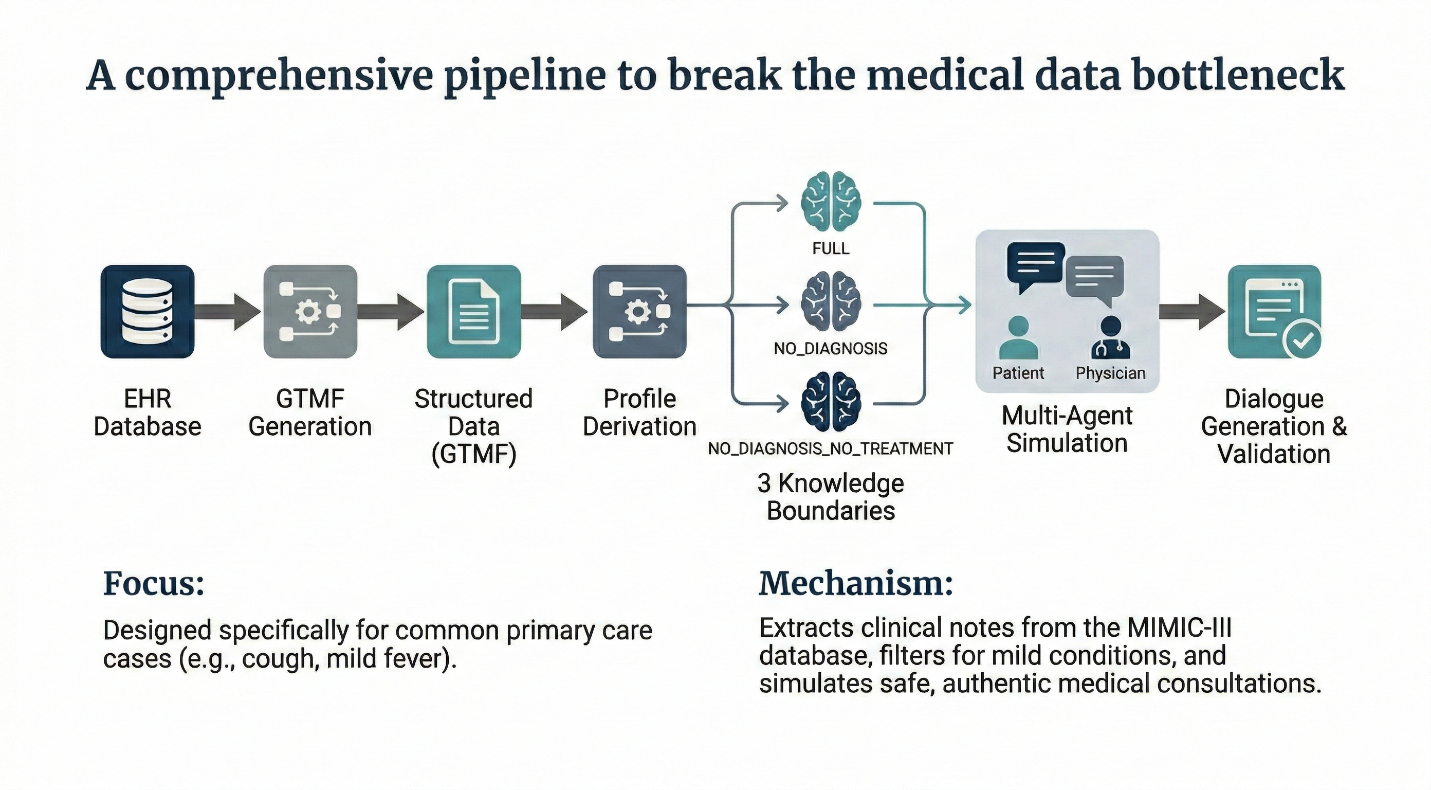 A comprehensive pipeline to break the medical data bottleneck
EHR
Database
GTMF
Generation
Structured
Data
(GTMF)
Profile
Derivation
FULL
NO_DIAGNOSIS
NO_DIAGNOSIS_NO_TREATMENT
3 Knowledge
Boundaries
Patient
Physician
Multi-Agent
Simulation
Dialogue
Generation &
Validation
Focus:
Designed specifically for common primary care
cases (e.g., cough, mild fever).
Mechanism:
Extracts clinical notes from the MIMIC-III
database, filters for mild conditions, and
simulates safe, authentic medical consultations.